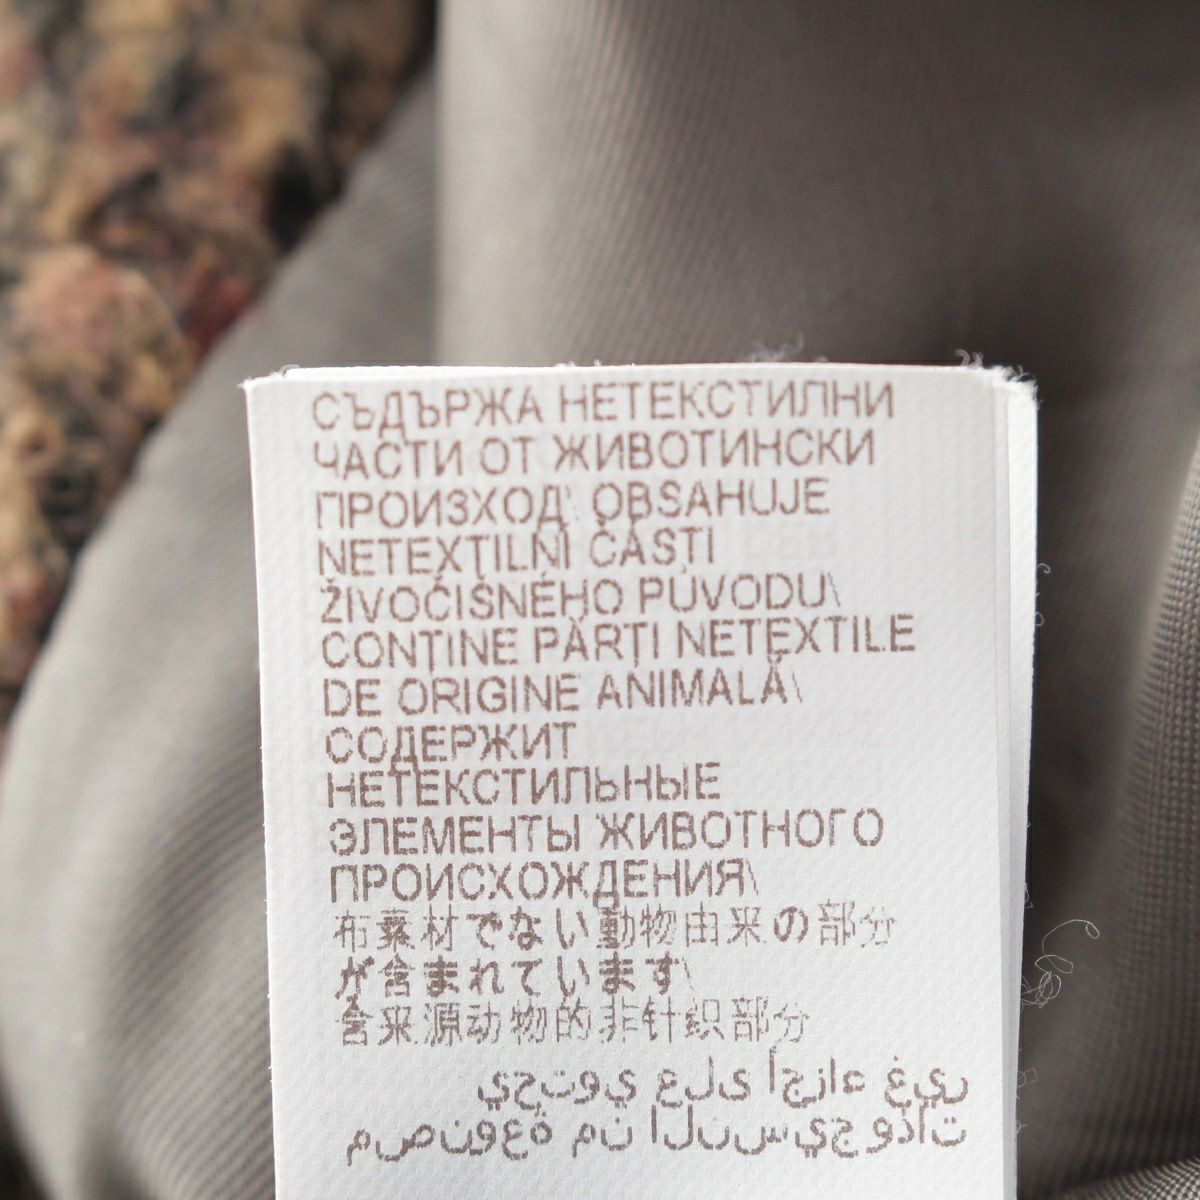 СЪДЪРЖА НЕТЕКСТИЛНИ
ЧАСТИ ОТ ЖИВОТИНСКИ
ПРОИЗХОД\ OBSAHUJE
NETEXTILNÍ ČÁSTI
ŽIVOČIŠNÉHO PŮVODU\
CONȚINE PĂRȚI NETEXTILE
DE ORIGINE ANIMALĂ\
СОДЕРЖИТ
НЕТЕКСТИЛЬНЫЕ
ЭЛЕМЕНТЫ ЖИВОТНОГО
ПРОИСХОЖДЕНИЯ\
布素材でない動物由来の部分
が含まれています\
含来源动物的非针织部分
يحتوي على أجزاء غير
مصنوعة من النسيج وذات